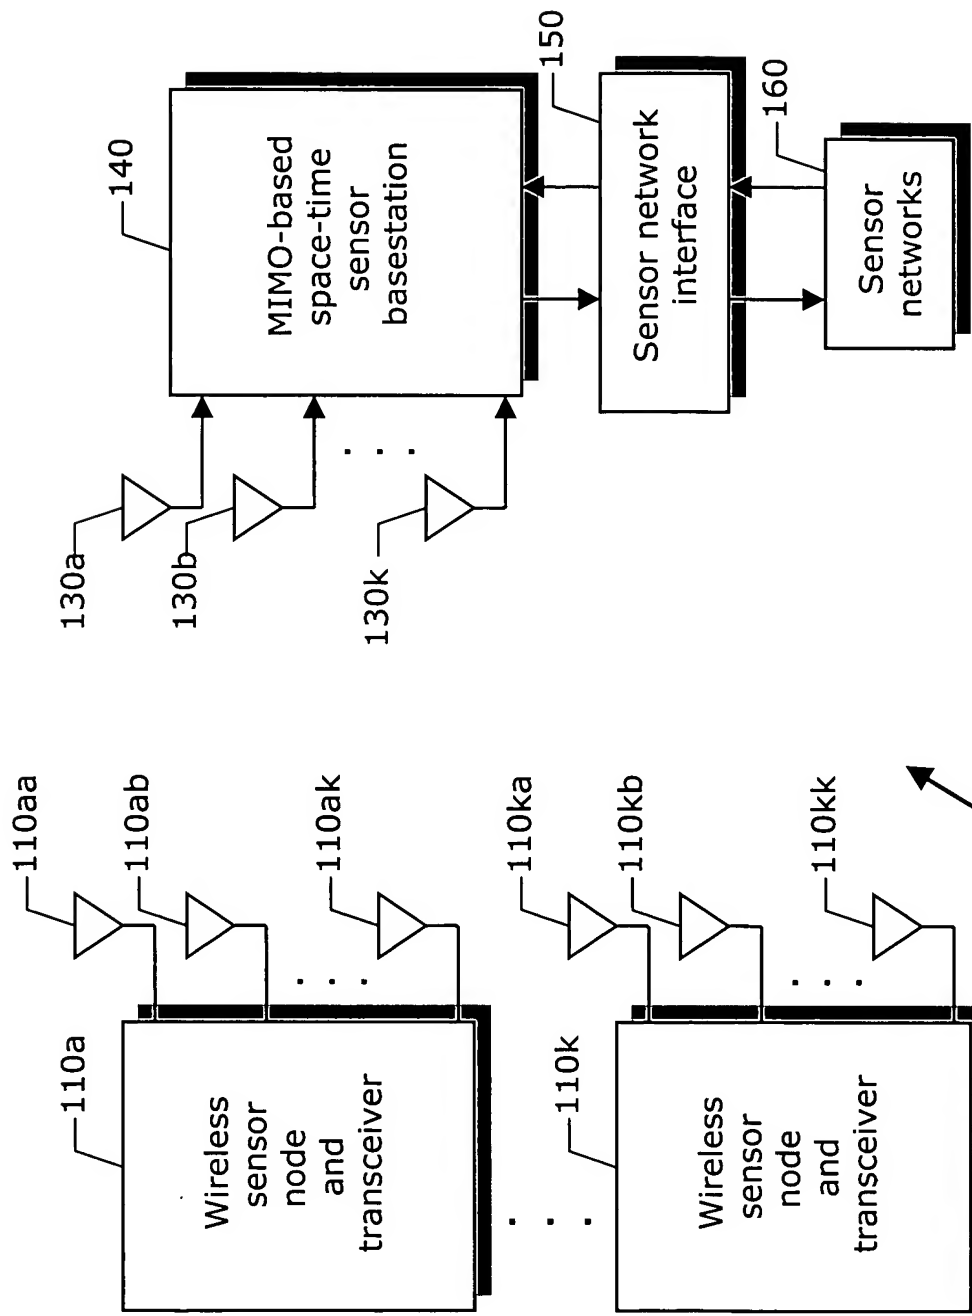 110a
Wireless
sensor
node
and
transceiver
110aa
110ab
. . .
110ak
. . .
110k
Wireless
sensor
node
and
transceiver
110ka
110kb
. . .
110kk
130a
130b
. . .
130k
140
MIMO-based
space-time
sensor
basestation
150
Sensor network
interface
160
Sensor
networks